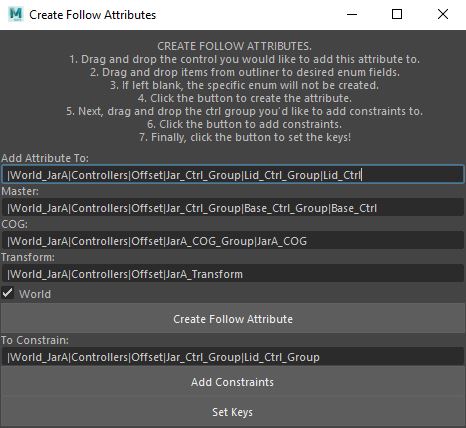 Create Follow Attributes
CREATE FOLLOW ATTRIBUTES.
1. Drag and drop the control you would like to add this attribute to.
2. Drag and drop items from outliner to desired enum fields.
3. If left blank, the specific enum will not be created.
4. Click the button to create the attribute.
5. Next, drag and drop the ctrl group you'd like to add constraints to.
6. Click the button to add constraints.
7. Finally, click the button to set the keys!
Add Attribute To:
|World_JarA|Controllers|Offset|Jar_Ctrl_Group|Lid_Ctrl_Group|Lid_Ctrl
Master:
|World_JarA|Controllers|Offset|Jar_Ctrl_Group|Base_Ctrl_Group|Base_Ctrl
COG:
|World_JarA|Controllers|Offset|JarA_COG_Group|JarA_COG
Transform:
|World_JarA|Controllers|Offset|JarA_Transform
World
Create Follow Attribute
To Constrain:
|World_JarA|Controllers|Offset|Jar_Ctrl_Group|Lid_Ctrl_Group
Add Constraints
Set Keys